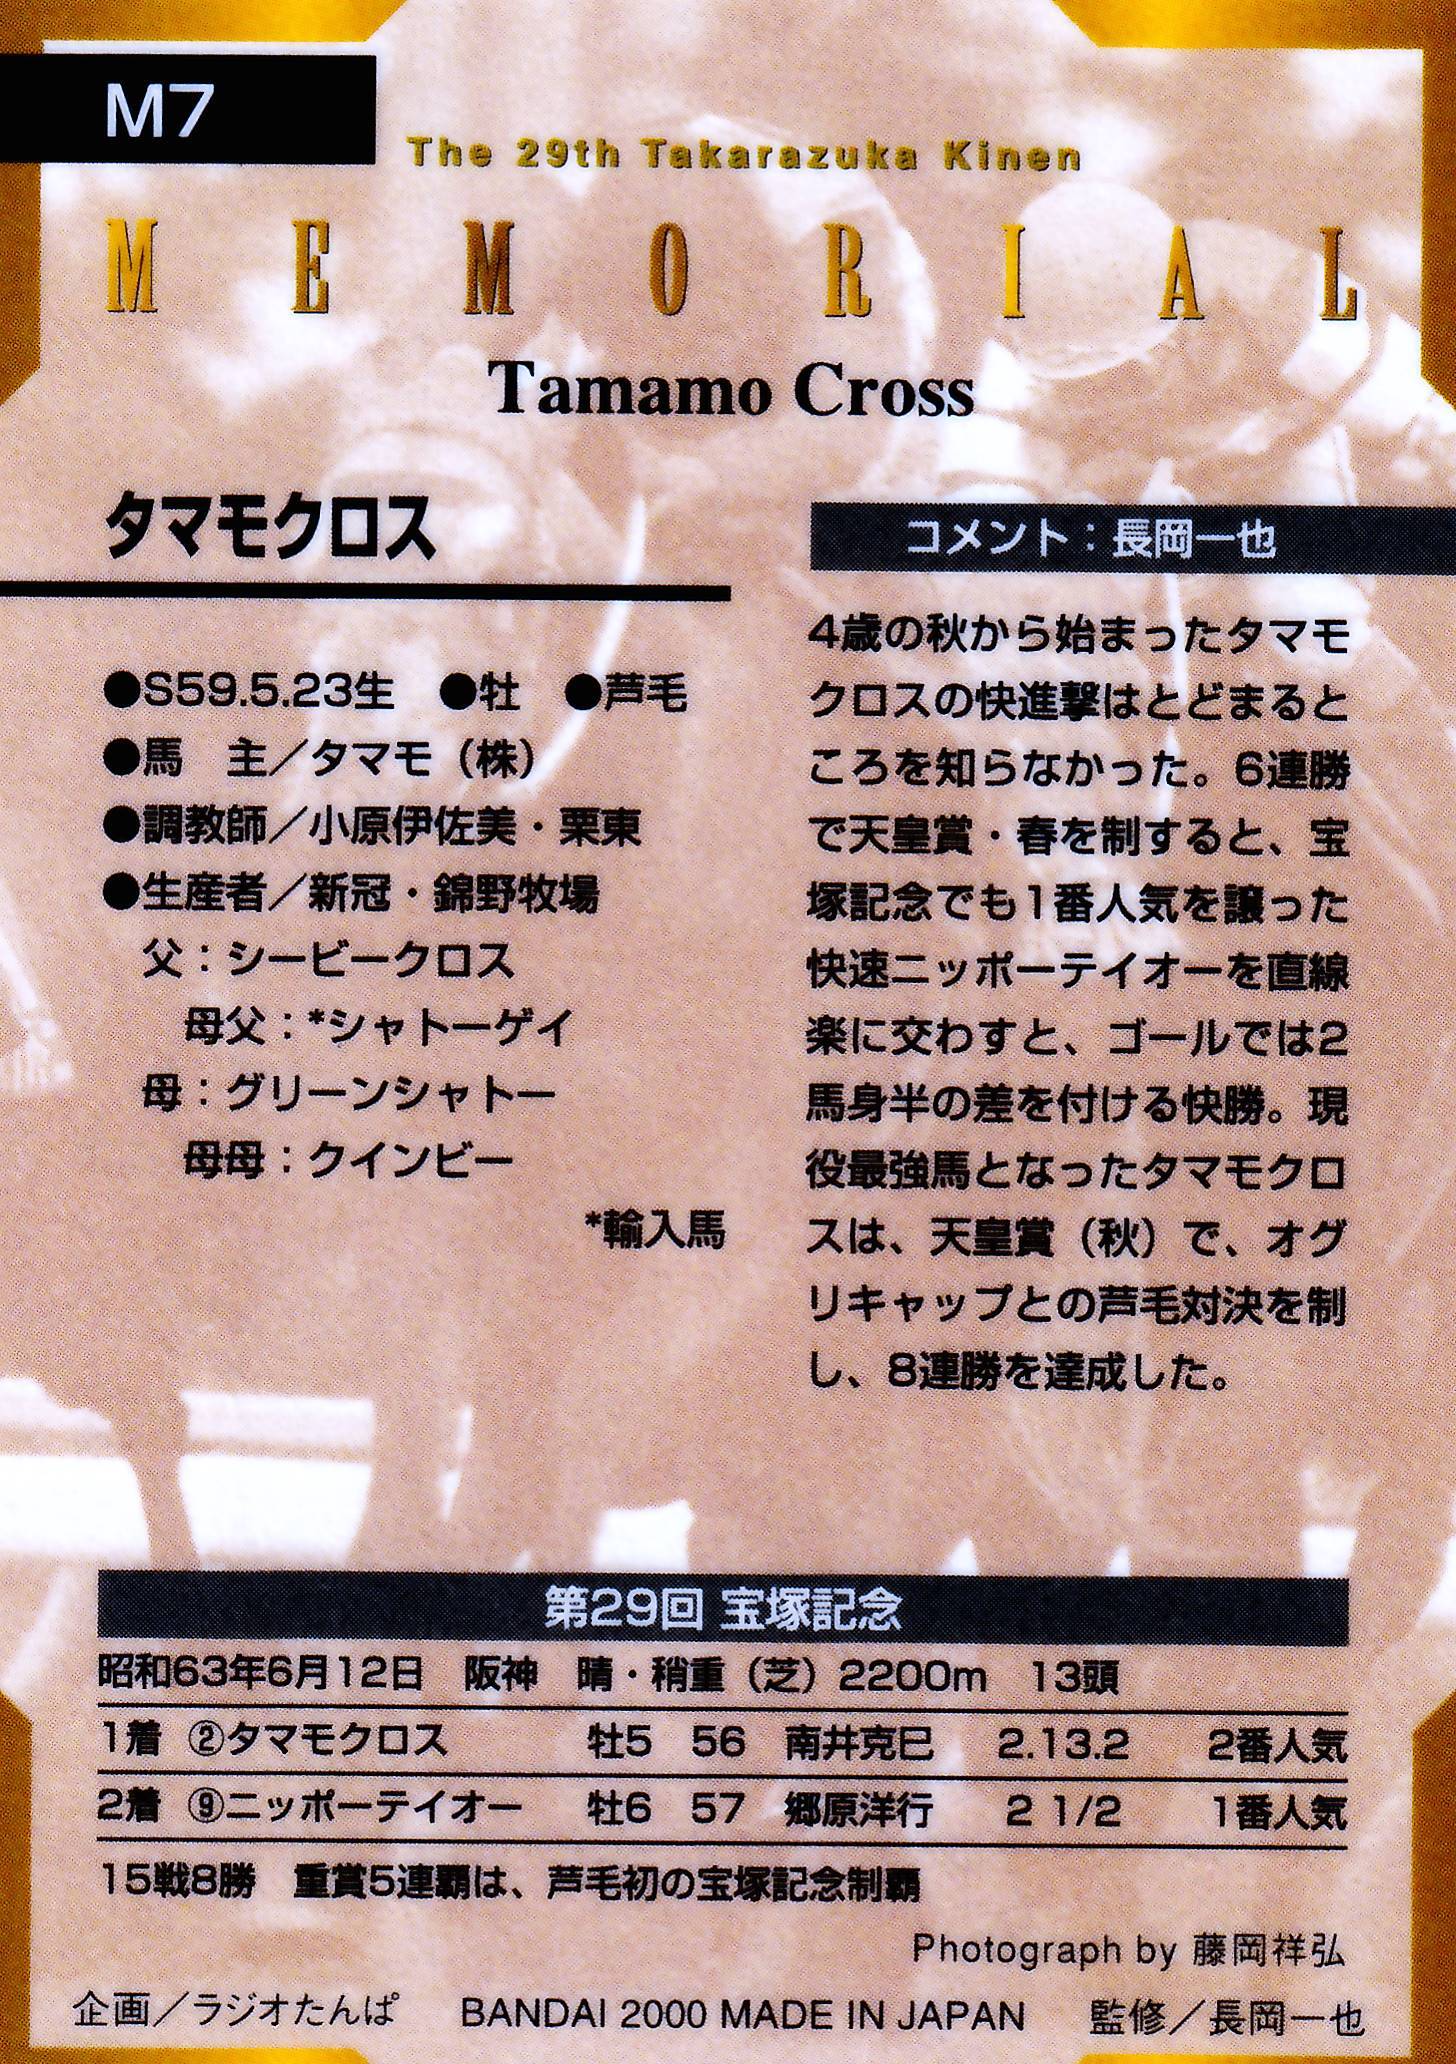 M7
The 29th Takarazuka Kinen
MEMORIAL
Tamamo Cross
タマモクロス
●S59.5.23生 ●牡 ●芦毛
●馬　主／タマモ（株）
●調教師／小原伊佐美・栗東
●生産者／新冠・錦野牧場
父：シービークロス
母父：*シャトーゲイ
母：グリーンシャトー
母母：クインビー
*輸入馬
コメント：長岡一也
4歳の秋から始まったタマモ
クロスの快進撃はとどまると
ころを知らなかった。6連勝
で天皇賞・春を制すると、宝
塚記念でも1番人気を譲った
快速ニッポーテイオーを直線
楽に交わすと、ゴールでは2
馬身半の差を付ける快勝。現
役最強馬となったタマモクロ
スは、天皇賞（秋）で、オグ
リキャップとの芦毛対決を制
し、8連勝を達成した。
第29回 宝塚記念
昭和63年6月12日　阪神　晴・稍重（芝）2200m　13頭
1着 ②タマモクロス 牡5 56 南井克巳 2.13.2 2番人気
2着 ⑨ニッポーテイオー 牡6 57 郷原洋行 2 1/2 1番人気
15戦8勝　重賞5連覇は、芦毛初の宝塚記念制覇
Photograph by 藤岡祥弘
企画／ラジオたんぱ BANDAI 2000 MADE IN JAPAN 監修／長岡一也